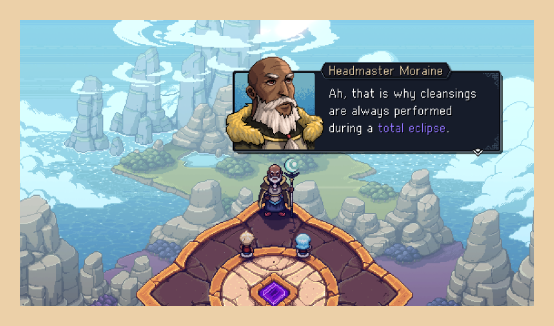 Headmaster Moraine
Ah, that is why cleansings
are always performed
during a total eclipse.